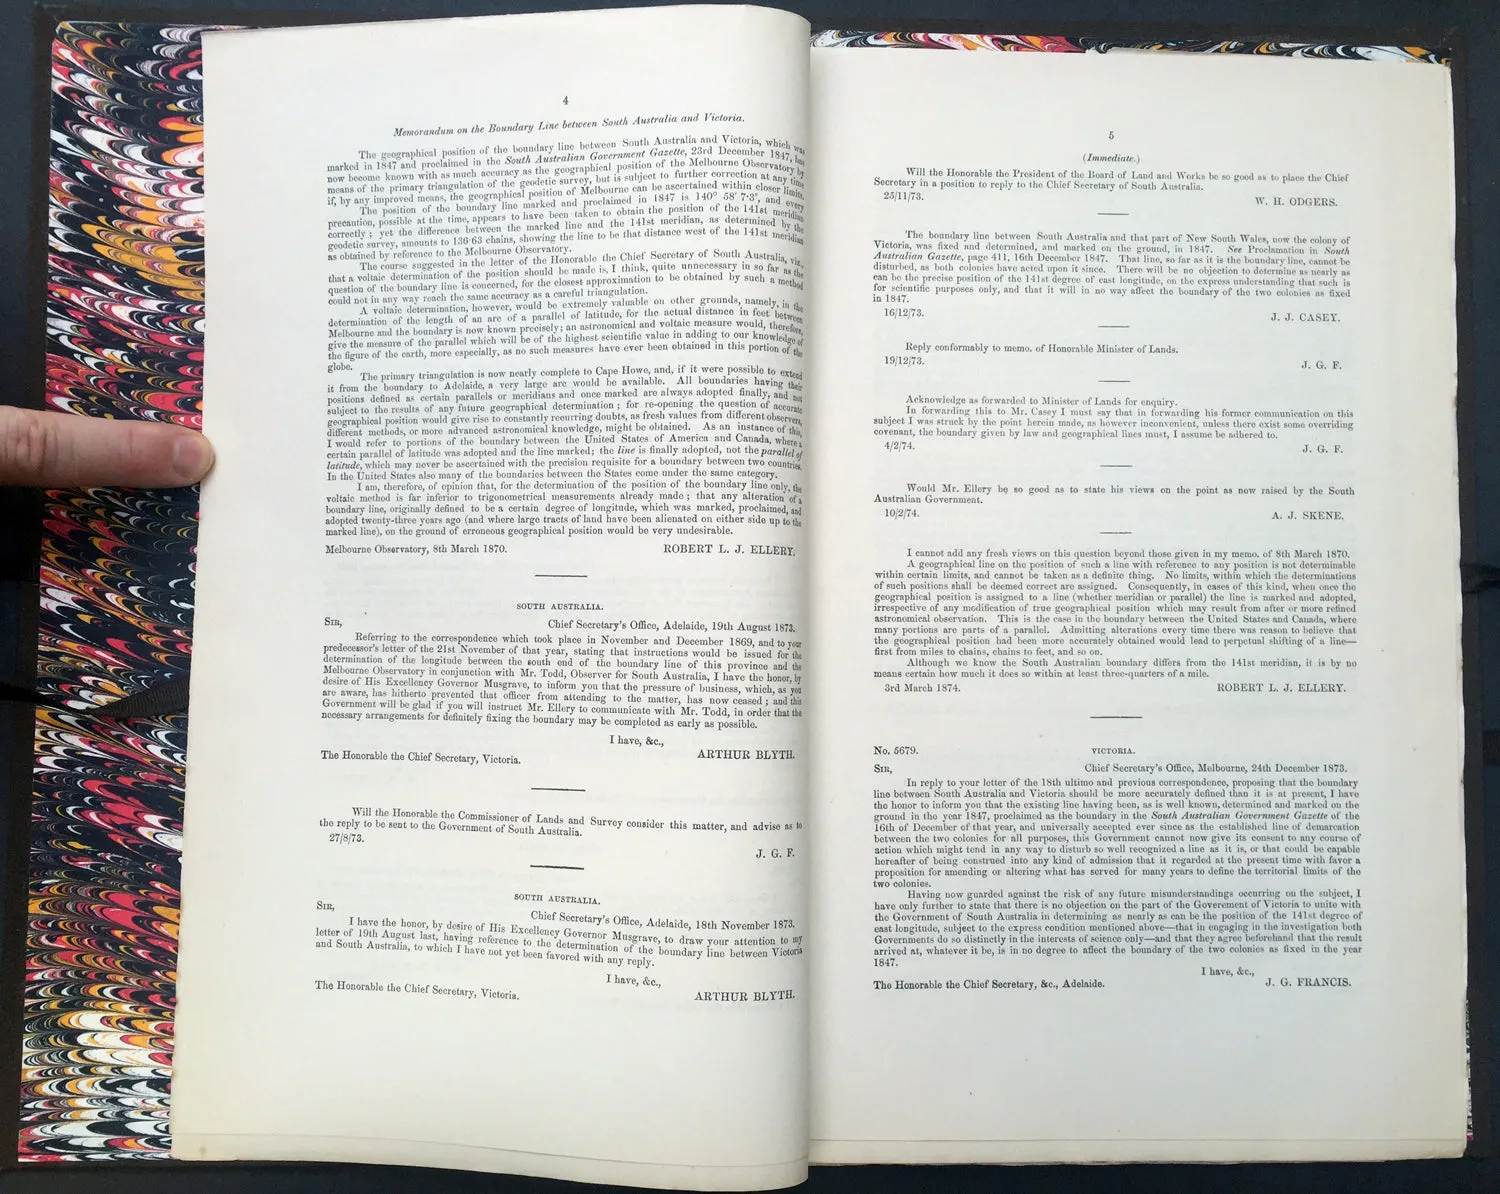 4
Memorandum on the Boundary Line between South Australia and Victoria.
The geographical position of the boundary line between South Australia and Victoria, which was
marked in 1847 and proclaimed in the South Australian Government Gazette, 23rd December 1847, has
now become known with as much accuracy as the geographical position of the Melbourne Observatory by
means of the primary triangulation of the geodetic survey, but is subject to further correction at any time
if, by any improved means, the geographical position of Melbourne can be ascertained within closer limits.
The position of the boundary line marked and proclaimed in 1847 is 140° 58′ 7·3″, and every
precaution, possible at the time, appears to have been taken to obtain the position of the 141st meridian
correctly; yet the difference between the marked line and the 141st meridian, as determined by the
geodetic survey, amounts to 136·63 chains, showing the line to be that distance west of the 141st meridian
as obtained by reference to the Melbourne Observatory.
The course suggested in the letter of the Honorable the Chief Secretary of South Australia, viz.,
that a voltaic determination of the position should be made is, I think, quite unnecessary in so far as the
question of the boundary line is concerned, for the closest approximation to be obtained by such a method
could not in any way reach the same accuracy as a careful triangulation.
A voltaic determination, however, would be extremely valuable on other grounds, namely, in the
determination of the length of an arc of a parallel of latitude, for the actual distance in feet between
Melbourne and the boundary is now known precisely; an astronomical and voltaic measure would, therefore,
give the measure of the parallel which will be of the highest scientific value in adding to our knowledge of
the figure of the earth, more especially, as no such measures have ever been obtained in this portion of the
globe.
The primary triangulation is now nearly complete to Cape Howe, and, if it were possible to extend
it from the boundary to Adelaide, a very large arc would be available. All boundaries having their
positions defined as certain parallels or meridians and once marked are always adopted finally, and not
subject to the results of any future geographical determination; for re-opening the question of accurate
geographical position would give rise to constantly recurring doubts, as fresh values from different observers,
different methods, or more advanced astronomical knowledge, might be obtained. As an instance of this,
I would refer to portions of the boundary between the United States of America and Canada, where a
certain parallel of latitude was adopted and the line marked; the line is finally adopted, not the parallel of
latitude, which may never be ascertained with the precision requisite for a boundary between two countries.
In the United States also many of the boundaries between the States come under the same category.
I am, therefore, of opinion that, for the determination of the position of the boundary line only, the
voltaic method is far inferior to trigonometrical measurements already made; that any alteration of a
boundary line, originally defined to be a certain degree of longitude, which was marked, proclaimed, and
adopted twenty-three years ago (and where large tracts of land have been alienated on either side up to the
marked line), on the ground of erroneous geographical position would be very undesirable.
Melbourne Observatory, 8th March 1870. ROBERT L. J. ELLERY.
SOUTH AUSTRALIA.
SIR, Chief Secretary's Office, Adelaide, 19th August 1873.
Referring to the correspondence which took place in November and December 1869, and to your
predecessor's letter of the 21st November of that year, stating that instructions would be issued for the
determination of the longitude between the south end of the boundary line of this province and the
Melbourne Observatory in conjunction with Mr. Todd, Observer for South Australia, I have the honor, by
desire of His Excellency Governor Musgrave, to inform you that the pressure of business, which, as you
are aware, has hitherto prevented that officer from attending to the matter, has now ceased; and this
Government will be glad if you will instruct Mr. Ellery to communicate with Mr. Todd, in order that the
necessary arrangements for definitely fixing the boundary may be completed as early as possible.
I have, &c.,
The Honorable the Chief Secretary, Victoria. ARTHUR BLYTH.
Will the Honorable the Commissioner of Lands and Survey consider this matter, and advise as to
the reply to be sent to the Government of South Australia.
27/8/73.
J. G. F.
SOUTH AUSTRALIA.
SIR, Chief Secretary's Office, Adelaide, 18th November 1873.
I have the honor, by desire of His Excellency Governor Musgrave, to draw your attention to my
letter of 19th August last, having reference to the determination of the boundary line between Victoria
and South Australia, to which I have not yet been favored with any reply.
I have, &c.,
The Honorable the Chief Secretary, Victoria. ARTHUR BLYTH.
5
(Immediate.)
Will the Honorable the President of the Board of Land and Works be so good as to place the Chief
Secretary in a position to reply to the Chief Secretary of South Australia.
25/11/73. W. H. ODGERS.
The boundary line between South Australia and that part of New South Wales, now the colony of
Victoria, was fixed and determined, and marked on the ground, in 1847. See Proclamation in South
Australian Gazette, page 411, 16th December 1847. That line, so far as it is the boundary line, cannot be
disturbed, as both colonies have acted upon it since. There will be no objection to determine as nearly as
can be the precise position of the 141st degree of east longitude, on the express understanding that such is
for scientific purposes only, and that it will in no way affect the boundary of the two colonies as fixed
in 1847.
16/12/73. J. J. CASEY.
Reply conformably to memo. of Honorable Minister of Lands.
19/12/73. J. G. F.
Acknowledge as forwarded to Minister of Lands for enquiry.
In forwarding this to Mr. Casey I must say that in forwarding his former communication on this
subject I was struck by the point herein made, as however inconvenient, unless there exist some overriding
covenant, the boundary given by law and geographical lines must, I assume be adhered to.
4/2/74. J. G. F.
Would Mr. Ellery be so good as to state his views on the point as now raised by the South
Australian Government.
10/2/74. A. J. SKENE.
I cannot add any fresh views on this question beyond those given in my memo. of 8th March 1870.
A geographical line on the position of such a line with reference to any position is not determinable
within certain limits, and cannot be taken as a definite thing. No limits, within which the determinations
of such positions shall be deemed correct are assigned. Consequently, in cases of this kind, when once the
geographical position is assigned to a line (whether meridian or parallel) the line is marked and adopted,
irrespective of any modification of true geographical position which may result from after or more refined
astronomical observation. This is the case in the boundary between the United States and Canada, where
many portions are parts of a parallel. Admitting alterations every time there was reason to believe that
the geographical position had been more accurately obtained would lead to perpetual shifting of a line—
first from miles to chains, chains to feet, and so on.
Although we know the South Australian boundary differs from the 141st meridian, it is by no
means certain how much it does so within at least three-quarters of a mile.
3rd March 1874. ROBERT L. J. ELLERY.
No. 5679. VICTORIA.
SIR, Chief Secretary's Office, Melbourne, 24th December 1873.
In reply to your letter of the 18th ultimo and previous correspondence, proposing that the boundary
line between South Australia and Victoria should be more accurately defined than it is at present, I have
the honor to inform you that the existing line having been, as is well known, determined and marked on the
ground in the year 1847, proclaimed as the boundary in the South Australian Government Gazette of the
16th of December of that year, and universally accepted ever since as the established line of demarcation
between the two colonies for all purposes, this Government cannot now give its consent to any course of
action which might tend in any way to disturb so well recognized a line as it is, or that could be capable
hereafter of being construed into any kind of admission that it regarded at the present time with favor a
proposition for amending or altering what has served for many years to define the territorial limits of the
two colonies.
Having now guarded against the risk of any future misunderstandings occurring on the subject, I
have only further to state that there is no objection on the part of the Government of Victoria to unite with
the Government of South Australia in determining as nearly as can be the position of the 141st degree of
east longitude, subject to the express condition mentioned above—that in engaging in the investigation both
Governments do so distinctly in the interests of science only—and that they agree beforehand that the result
arrived at, whatever it be, is in no degree to affect the boundary of the two colonies as fixed in the year
1847.
I have, &c.,
The Honorable the Chief Secretary, &c., Adelaide. J. G. FRANCIS.